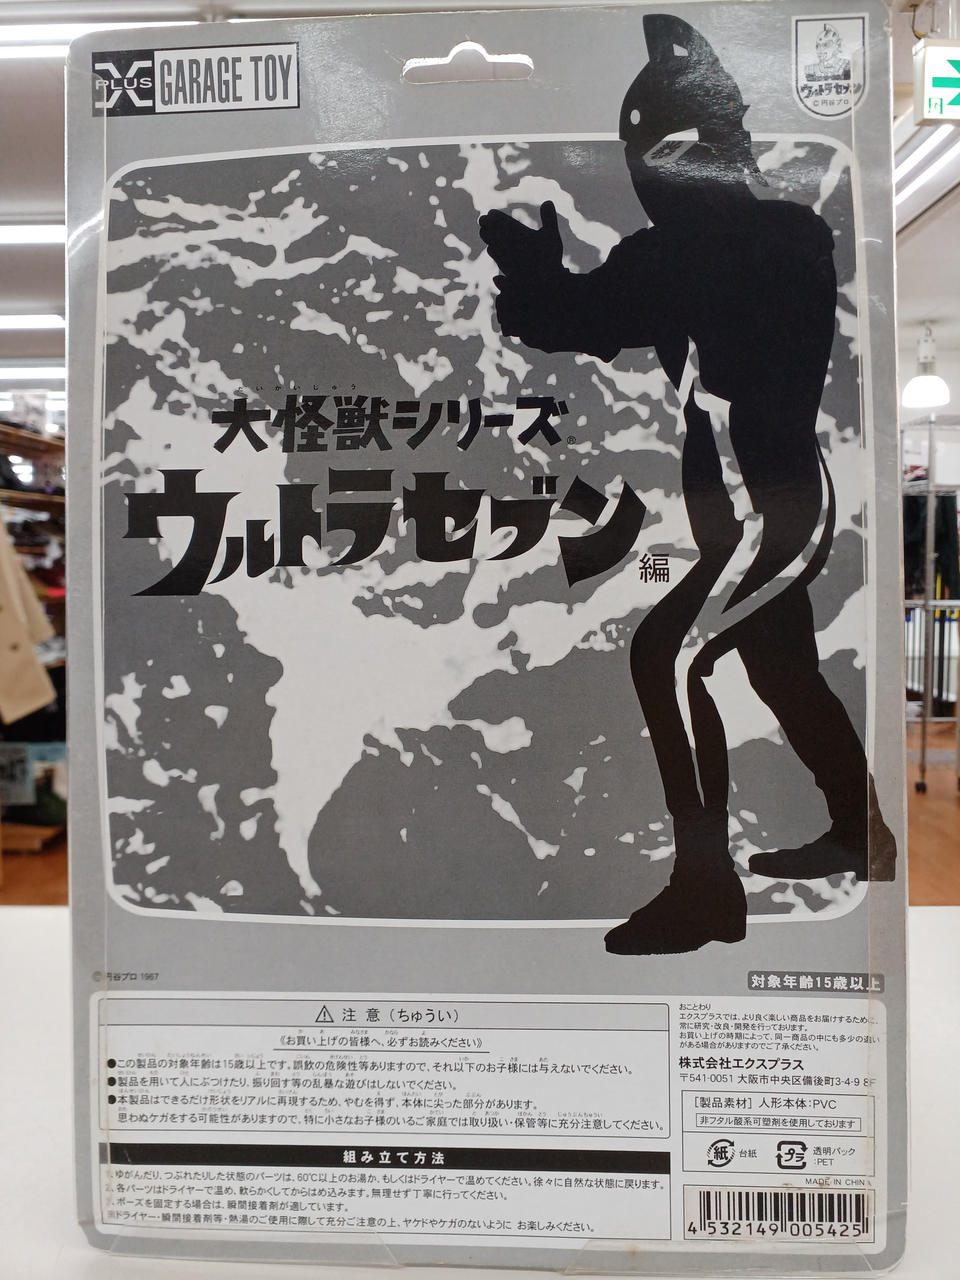 X PLUS GARAGE TOY
ウルトラセブン
©円谷プロ
たいかいじゅう
大怪獣シリーズ®
ウルトラセブン編
©円谷プロ 1967
対象年齢15歳以上
⚠ 注意(ちゅうい)
《お買い上げの皆様へ、必ずお読みください》
●この製品の対象年齢は15歳以上です。誤飲の危険性等ありますので、それ以下のお子様には与えないでください。
●製品を用いて人にぶつけたり、振り回す等の乱暴な遊びはしないでください。
●本製品はできるだけ形状をリアルに再現するため、やむを得ず、本体に尖った部分があります。
思わぬケガをする可能性がありますので、特に小さなお子様のいるご家庭では取り扱い・保管等に充分注意してください。
組み立て方法
1.ゆがんだり、つぶれたりした状態のパーツは、60℃以上のお湯か、もしくはドライヤーで温めてください。徐々に自然な状態に戻ります。
2.各パーツはドライヤーで温め、軟らかくしてからはめ込みます。無理せず丁寧に行ってください。
3.ポーズを固定する場合は、瞬間接着剤が適しています。
※ドライヤー・瞬間接着剤等・熱湯のご使用に際して充分ご注意の上、ヤケドやケガのないように お楽しみください。
おことわり
エクスプラスでは、より良く楽しい商品をお届けするために、
常に研究・改良・開発を行っております。
お買い上げの時期によって、同一商品の中にも多少の違い
がある場合がありますのでご了承ください。
株式会社エクスプラス
〒541-0051 大阪市中央区備後町3-4-9 8F
[製品素材] 人形本体:PVC
非フタル酸系可塑剤を使用しております
紙 台紙
プラ 透明パック
:PET
MADE IN CHINA
4 532149 005425